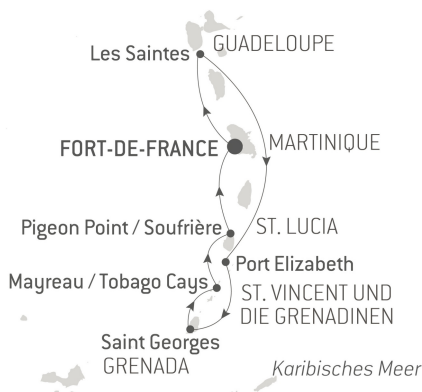 GUADELOUPE
Les Saintes
FORT-DE-FRANCE
MARTINIQUE
Pigeon Point / Soufrière
ST. LUCIA
Port Elizabeth
Mayreau / Tobago Cays
ST. VINCENT UND
DIE GRENADINEN
Saint Georges
GRENADA
Karibisches Meer